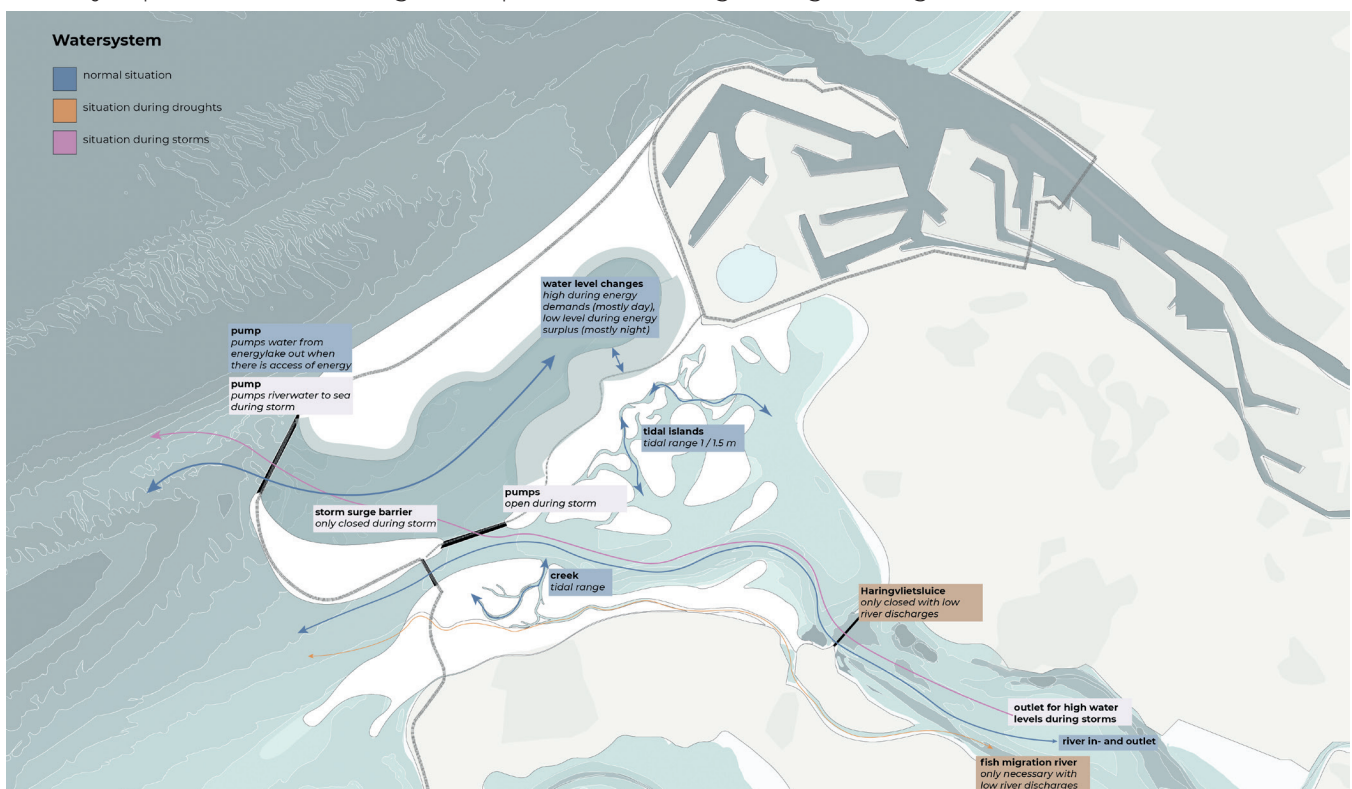 Watersystem
normal situation
situation during droughts
situation during storms
water level changes
high during energy
demands (mostly day),
low level during energy
surplus (mostly night)
pump
pumps water from
energylake out when
there is access of energy
pump
pumps riverwater to sea
during storm
tidal islands
tidal range 1 / 1.5 m
pumps
open during storm
storm surge barrier
only closed during storm
creek
tidal range
Haringvlietsluice
only closed with low
river discharges
outlet for high water
levels during storms
river in- and outlet
fish migration river
only necessary with
low river discharges